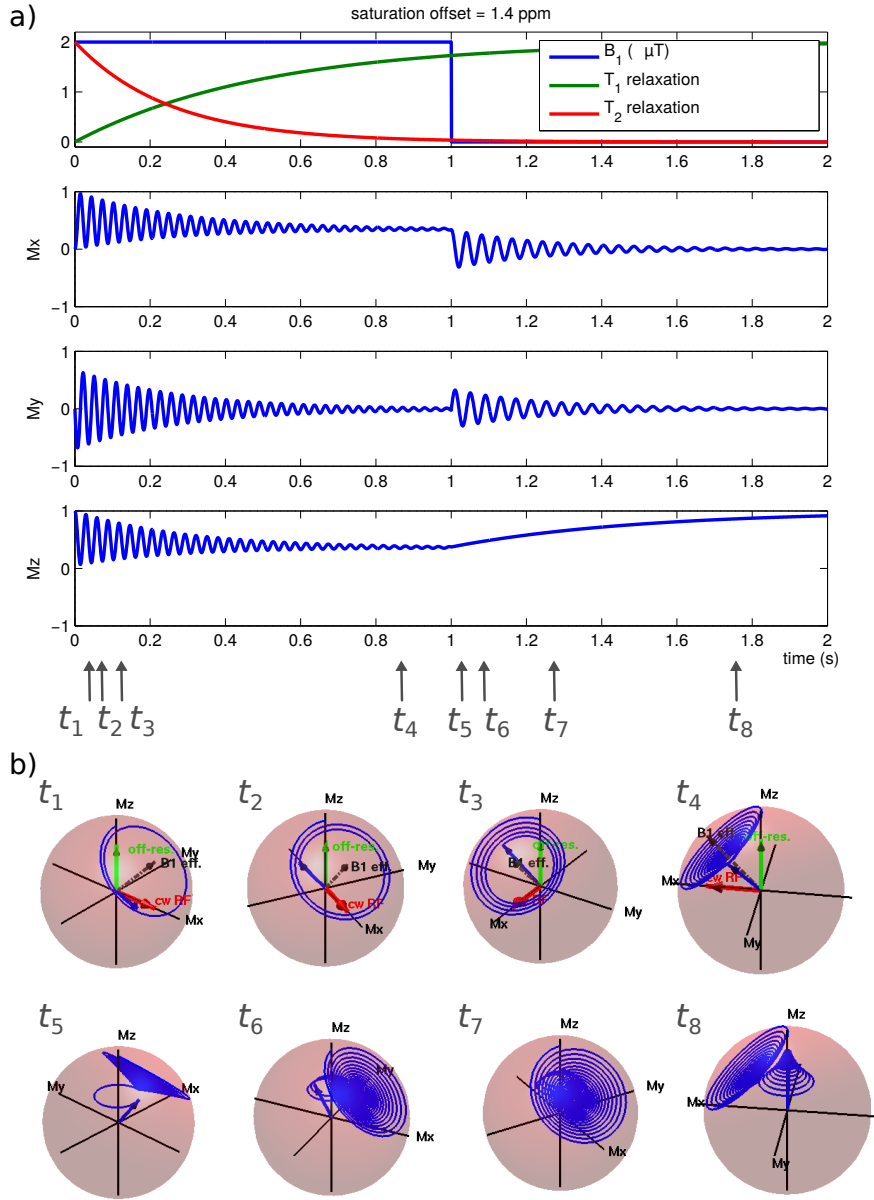 a)
saturation offset = 1.4 ppm
2
1
0
B1 ( μT)
T1 relaxation
T2 relaxation
0 0.2 0.4 0.6 0.8 1 1.2 1.4 1.6 1.8 2
Mx
1
0
−1
0 0.2 0.4 0.6 0.8 1 1.2 1.4 1.6 1.8 2
My
1
0
−1
0 0.2 0.4 0.6 0.8 1 1.2 1.4 1.6 1.8 2
Mz
1
0
−1
0 0.2 0.4 0.6 0.8 1 1.2 1.4 1.6 1.8 2
time (s)
t1 t2 t3 t4 t5 t6 t7 t8
b)
t1
Mz
My
off-res.
B1 eff.
cw RF
Mx
t2
Mz
My
off-res.
B1 eff.
cw RF
Mx
t3
Mz
B1 eff.
Mx
My
t4
Mz
B1 eff.
off-res.
Mx
cw RF
My
t5
Mz
My
Mx
t6
Mz
My
Mx
t7
Mz
My
Mx
t8
Mz
Mx
My